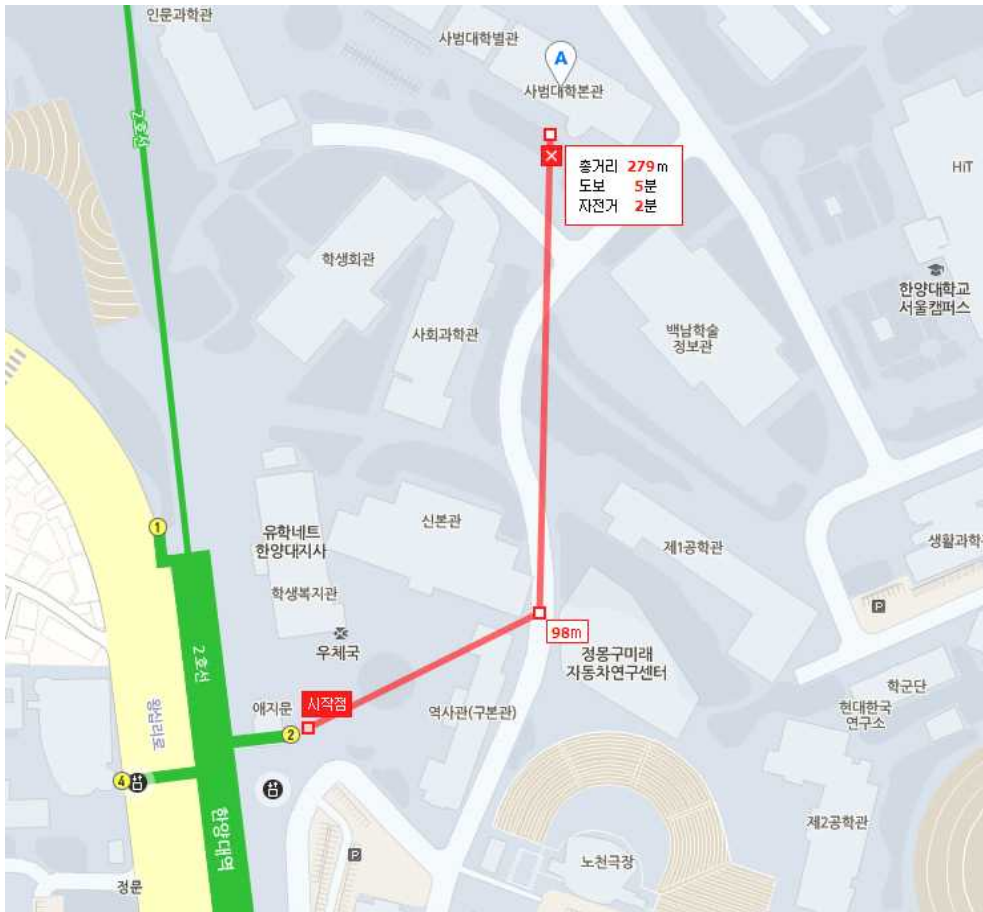 인문과학관
사범대학별관
A
사범대학본관
2호선
총거리 279m
도보 5분
자전거 2분
HiT
학생회관
한양대학교
서울캠퍼스
사회과학관
백남학술
정보관
1
신본관
유학네트
한양대지사
제1공학관
생활과학관
학생복지관
P
98m
우체국
2호선
정몽구미래
자동차연구센터
학군단
시작점
애지문
역사관(구본관)
현대한국
연구소
왕십리로
2
4
한양대역
제2공학관
P
노천극장
정문